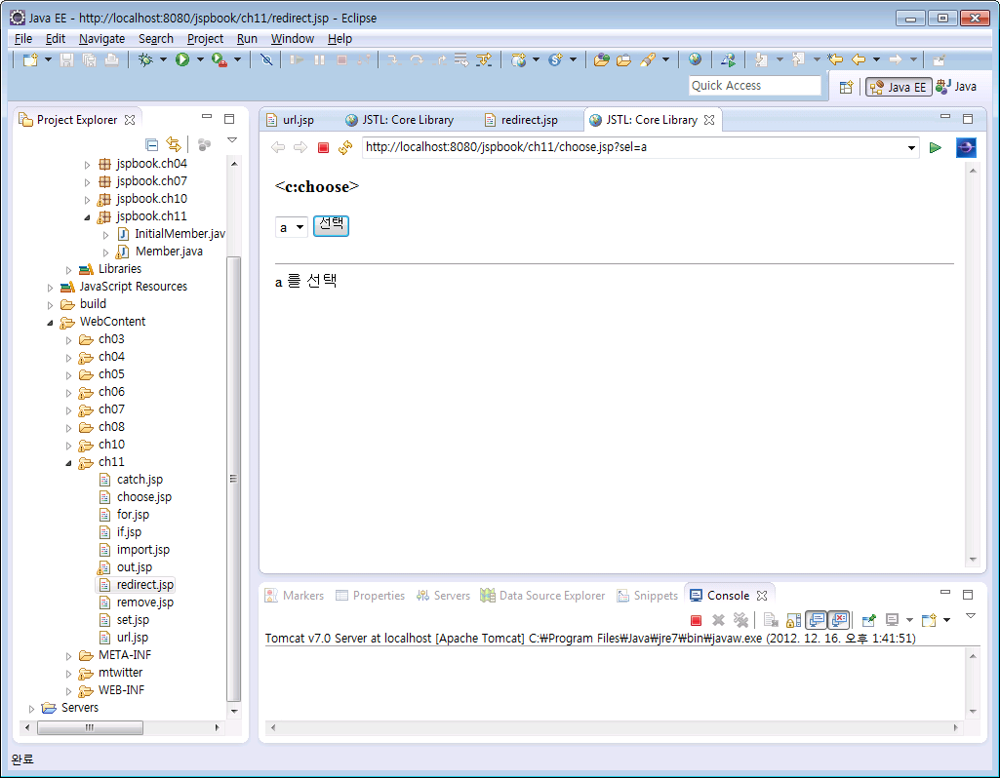 Java EE - http://localhost:8080/jspbook/ch11/redirect.jsp - Eclipse
File Edit Navigate Search Project Run Window Help
Quick Access
Java EE
Java
Project Explorer
jspbook.ch04
jspbook.ch07
jspbook.ch10
jspbook.ch11
InitialMember.jav
Member.java
Libraries
JavaScript Resources
build
WebContent
ch03
ch04
ch05
ch06
ch07
ch08
ch10
ch11
catch.jsp
choose.jsp
for.jsp
if.jsp
import.jsp
out.jsp
redirect.jsp
remove.jsp
set.jsp
url.jsp
META-INF
mtwitter
WEB-INF
Servers
url.jsp JSTL: Core Library redirect.jsp JSTL: Core Library
http://localhost:8080/jspbook/ch11/choose.jsp?sel=a
<c:choose>
a 선택
a 를 선택
Markers Properties Servers Data Source Explorer Snippets Console
Tomcat v7.0 Server at localhost [Apache Tomcat] C:₩Program Files₩Java₩jre7₩bin₩javaw.exe (2012. 12. 16. 오후 1:41:51)
완료